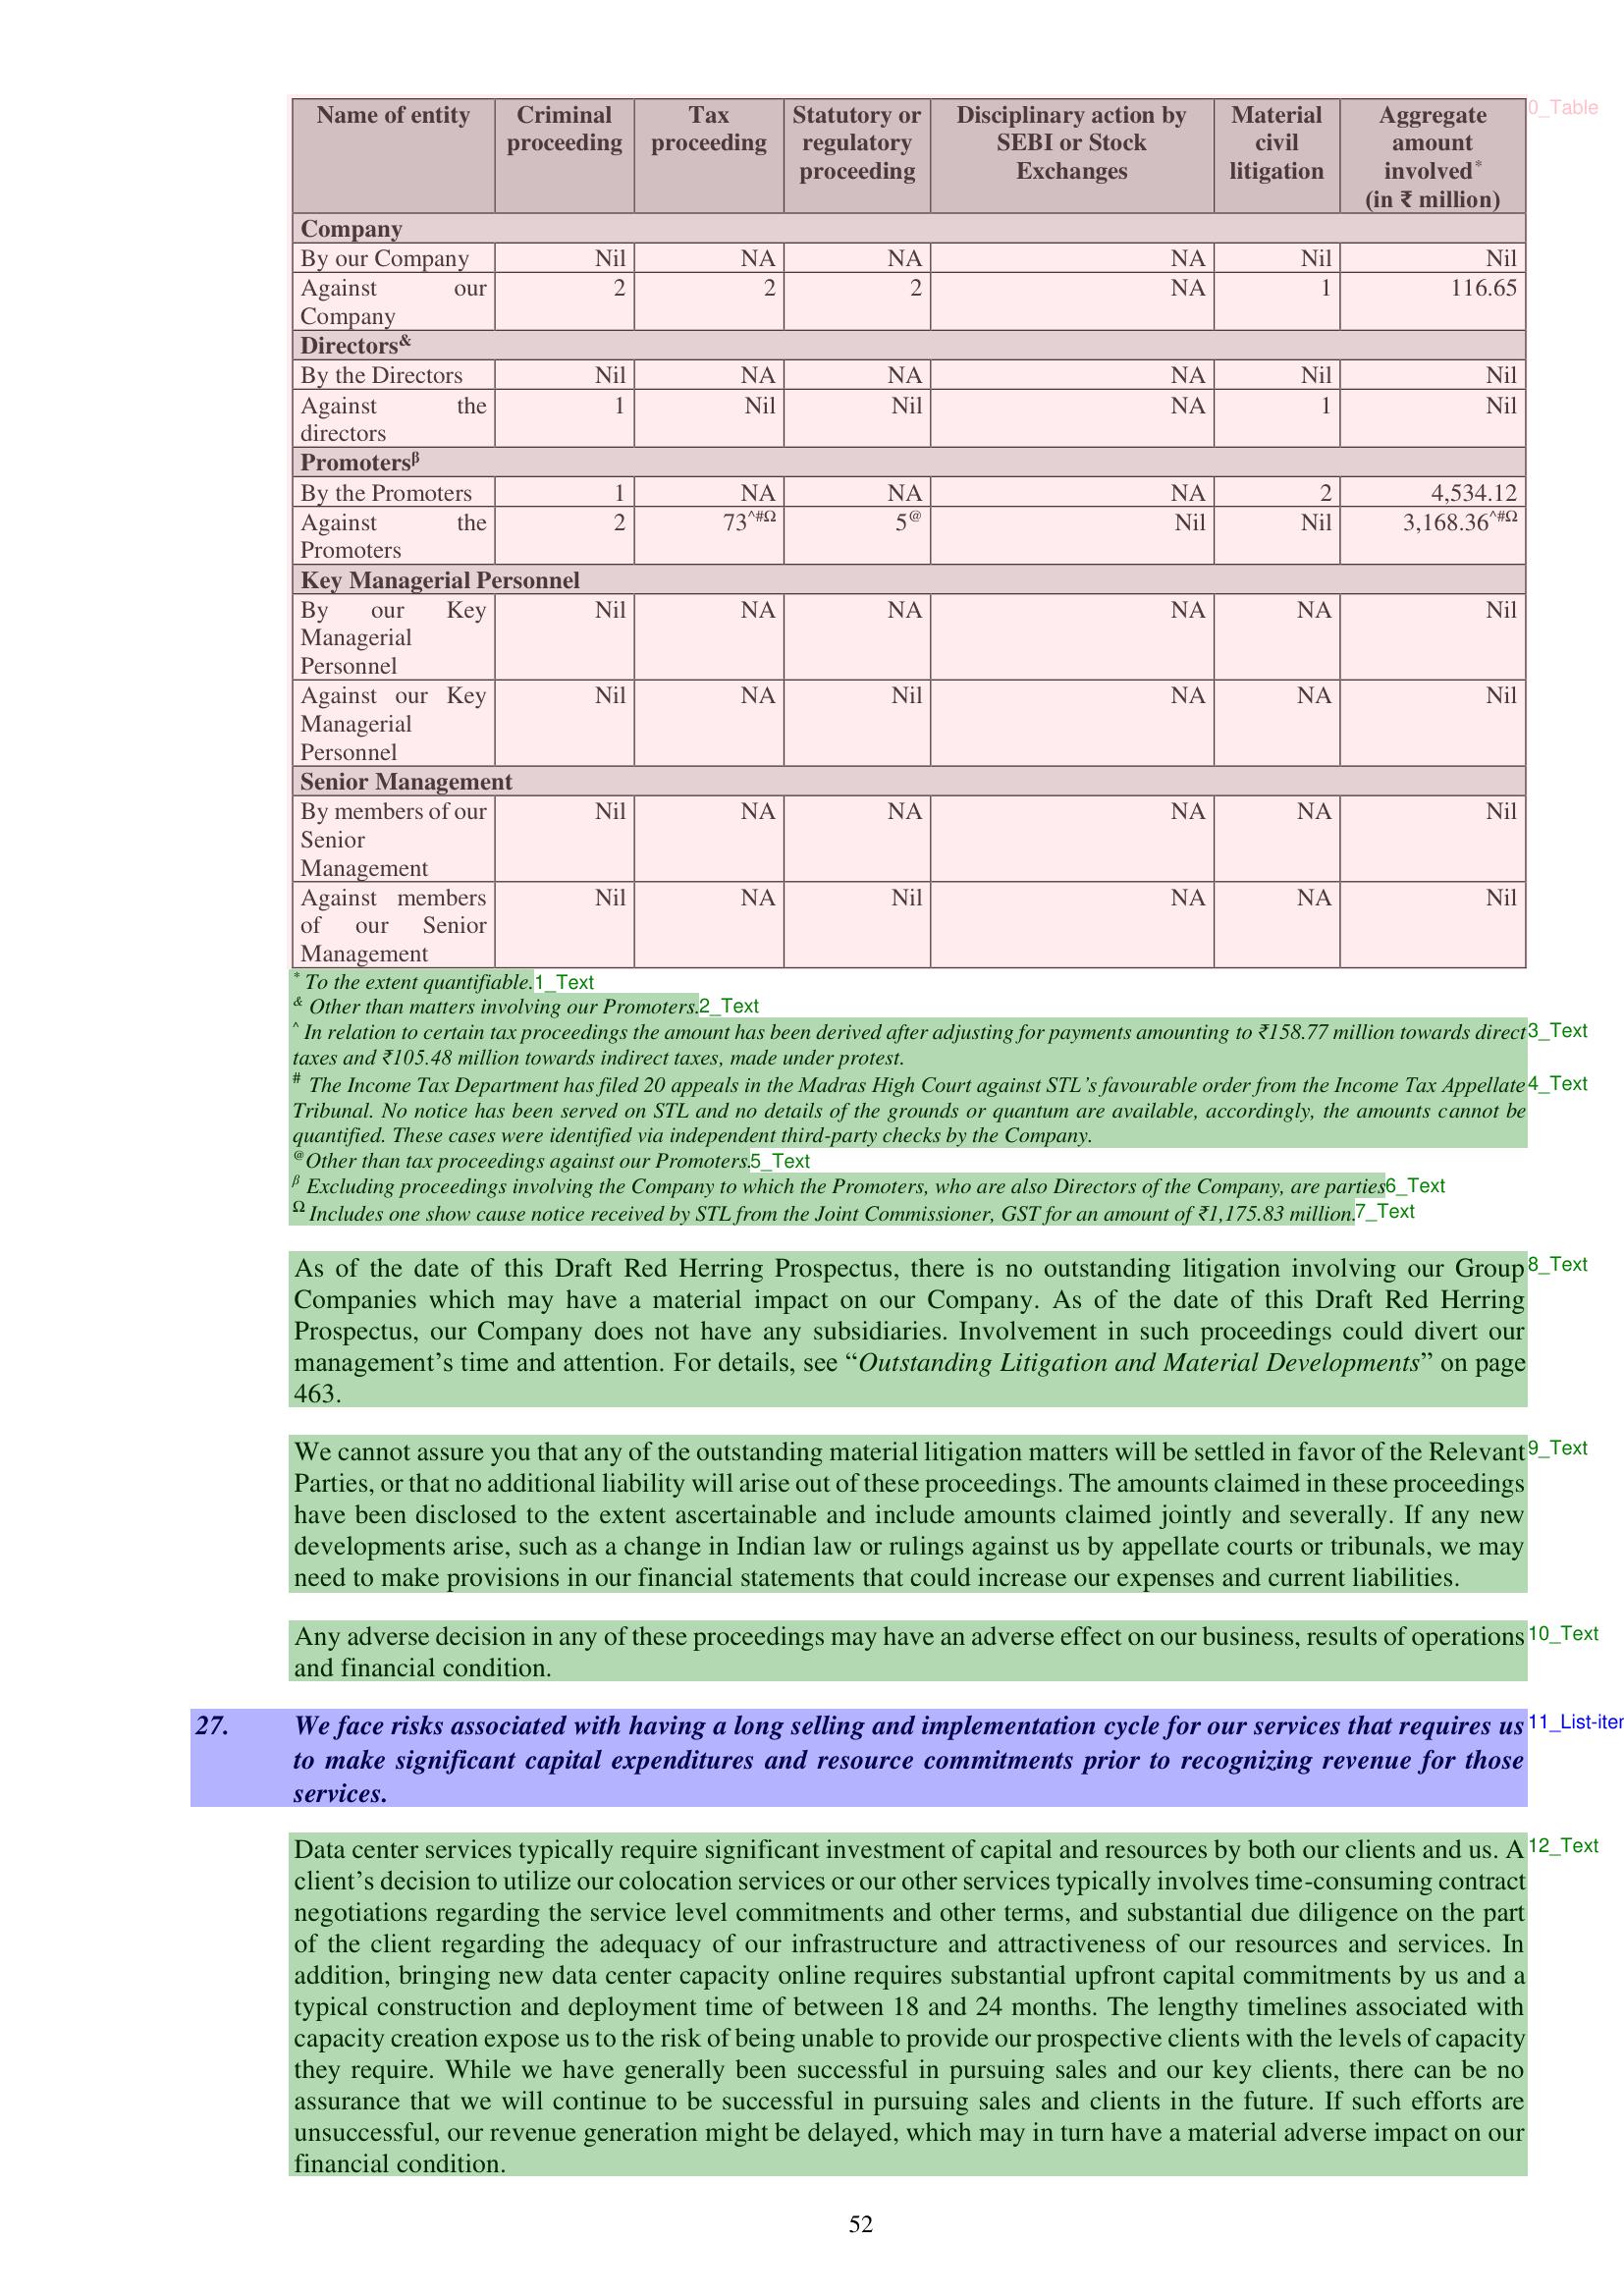 Name of entity Criminal proceeding Tax proceeding Statutory or regulatory proceeding Disciplinary action by SEBI or Stock Exchanges Material civil litigation Aggregate amount involved* (in ₹ million) 0_Table
Company
By our Company Nil NA NA NA Nil Nil
Against our Company 2 2 2 NA 1 116.65
Directors&
By the Directors Nil NA NA NA Nil Nil
Against the directors 1 Nil Nil NA 1 Nil
Promotersβ
By the Promoters 1 NA NA NA 2 4,534.12
Against the Promoters 2 73^#Ω 5@ Nil Nil 3,168.36^#Ω
Key Managerial Personnel
By our Key Managerial Personnel Nil NA NA NA NA Nil
Against our Key Managerial Personnel Nil NA Nil NA NA Nil
Senior Management
By members of our Senior Management Nil NA NA NA NA Nil
Against members of our Senior Management Nil NA Nil NA NA Nil
* To the extent quantifiable. 1_Text
& Other than matters involving our Promoters. 2_Text
^ In relation to certain tax proceedings the amount has been derived after adjusting for payments amounting to ₹158.77 million towards direct 3_Text
taxes and ₹105.48 million towards indirect taxes, made under protest.
# The Income Tax Department has filed 20 appeals in the Madras High Court against STL’s favourable order from the Income Tax Appellate 4_Text
Tribunal. No notice has been served on STL and no details of the grounds or quantum are available, accordingly, the amounts cannot be
quantified. These cases were identified via independent third-party checks by the Company.
@Other than tax proceedings against our Promoters. 5_Text
β Excluding proceedings involving the Company to which the Promoters, who are also Directors of the Company, are parties 6_Text
Ω Includes one show cause notice received by STL from the Joint Commissioner, GST for an amount of ₹1,175.83 million. 7_Text
As of the date of this Draft Red Herring Prospectus, there is no outstanding litigation involving our Group 8_Text
Companies which may have a material impact on our Company. As of the date of this Draft Red Herring
Prospectus, our Company does not have any subsidiaries. Involvement in such proceedings could divert our
management’s time and attention. For details, see “Outstanding Litigation and Material Developments” on page
463.
We cannot assure you that any of the outstanding material litigation matters will be settled in favor of the Relevant 9_Text
Parties, or that no additional liability will arise out of these proceedings. The amounts claimed in these proceedings
have been disclosed to the extent ascertainable and include amounts claimed jointly and severally. If any new
developments arise, such as a change in Indian law or rulings against us by appellate courts or tribunals, we may
need to make provisions in our financial statements that could increase our expenses and current liabilities.
Any adverse decision in any of these proceedings may have an adverse effect on our business, results of operations 10_Text
and financial condition.
27. We face risks associated with having a long selling and implementation cycle for our services that requires us 11_List-iter
to make significant capital expenditures and resource commitments prior to recognizing revenue for those
services.
Data center services typically require significant investment of capital and resources by both our clients and us. A 12_Text
client’s decision to utilize our colocation services or our other services typically involves time-consuming contract
negotiations regarding the service level commitments and other terms, and substantial due diligence on the part
of the client regarding the adequacy of our infrastructure and attractiveness of our resources and services. In
addition, bringing new data center capacity online requires substantial upfront capital commitments by us and a
typical construction and deployment time of between 18 and 24 months. The lengthy timelines associated with
capacity creation expose us to the risk of being unable to provide our prospective clients with the levels of capacity
they require. While we have generally been successful in pursuing sales and our key clients, there can be no
assurance that we will continue to be successful in pursuing sales and clients in the future. If such efforts are
unsuccessful, our revenue generation might be delayed, which may in turn have a material adverse impact on our
financial condition.
52